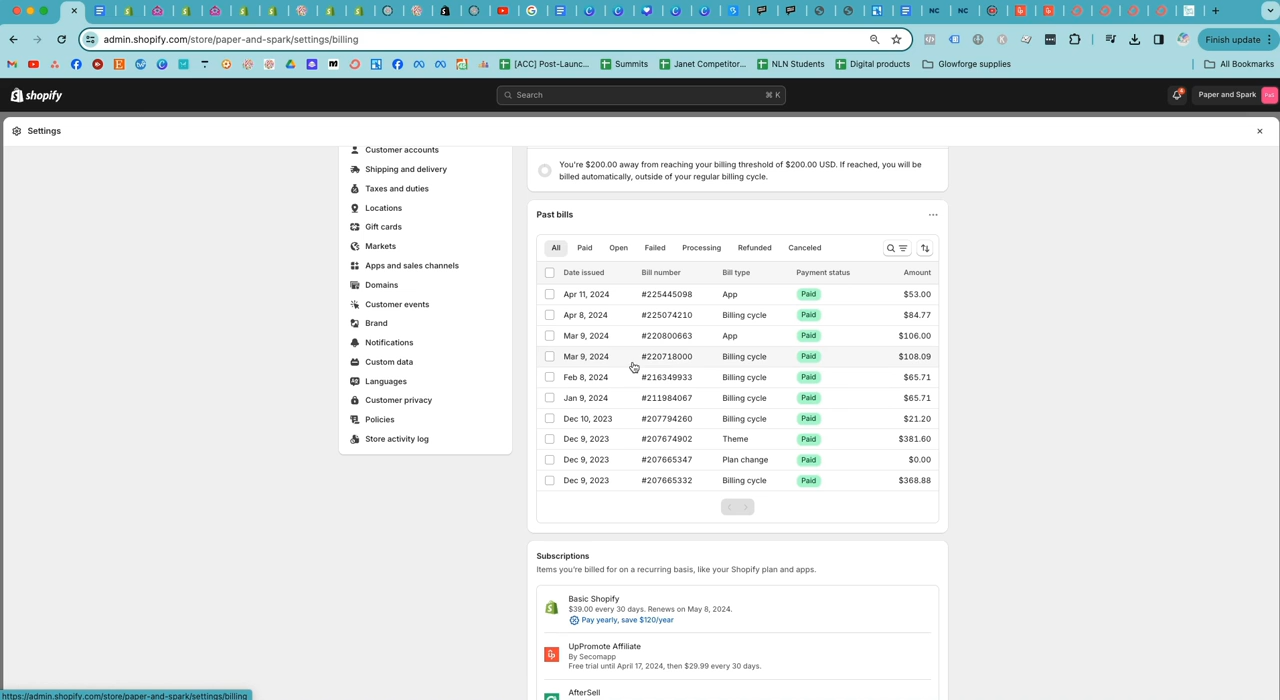 admin.shopify.com/store/paper-and-spark/settings/billing
Finish update
[ACC] Post-Launc...
Summits
Janet Competitor...
NLN Students
Digital products
Glowforge supplies
All Bookmarks
shopify
Search
⌘ K
Paper and Spark
Settings
Customer accounts
Shipping and delivery
Taxes and duties
Locations
Gift cards
Markets
Apps and sales channels
Domains
Customer events
Brand
Notifications
Custom data
Languages
Customer privacy
Policies
Store activity log
You're $200.00 away from reaching your billing threshold of $200.00 USD. If reached, you will be
billed automatically, outside of your regular billing cycle.
Past bills
All Paid Open Failed Processing Refunded Canceled
Date issued Bill number Bill type Payment status Amount
Apr 11, 2024 #225445098 App Paid $53.00
Apr 8, 2024 #225074210 Billing cycle Paid $84.77
Mar 9, 2024 #220800663 App Paid $106.00
Mar 9, 2024 #220718000 Billing cycle Paid $108.09
Feb 8, 2024 #216349933 Billing cycle Paid $65.71
Jan 9, 2024 #211984067 Billing cycle Paid $65.71
Dec 10, 2023 #207794260 Billing cycle Paid $21.20
Dec 9, 2023 #207674902 Theme Paid $381.60
Dec 9, 2023 #207665347 Plan change Paid $0.00
Dec 9, 2023 #207665332 Billing cycle Paid $368.88
Subscriptions
Items you're billed for on a recurring basis, like your Shopify plan and apps.
Basic Shopify
$39.00 every 30 days. Renews on May 8, 2024.
Pay yearly, save $120/year
UpPromote Affiliate
By Secomapp
Free trial until April 17, 2024, then $29.99 every 30 days.
AfterSell
https://admin.shopify.com/store/paper-and-spark/settings/billing